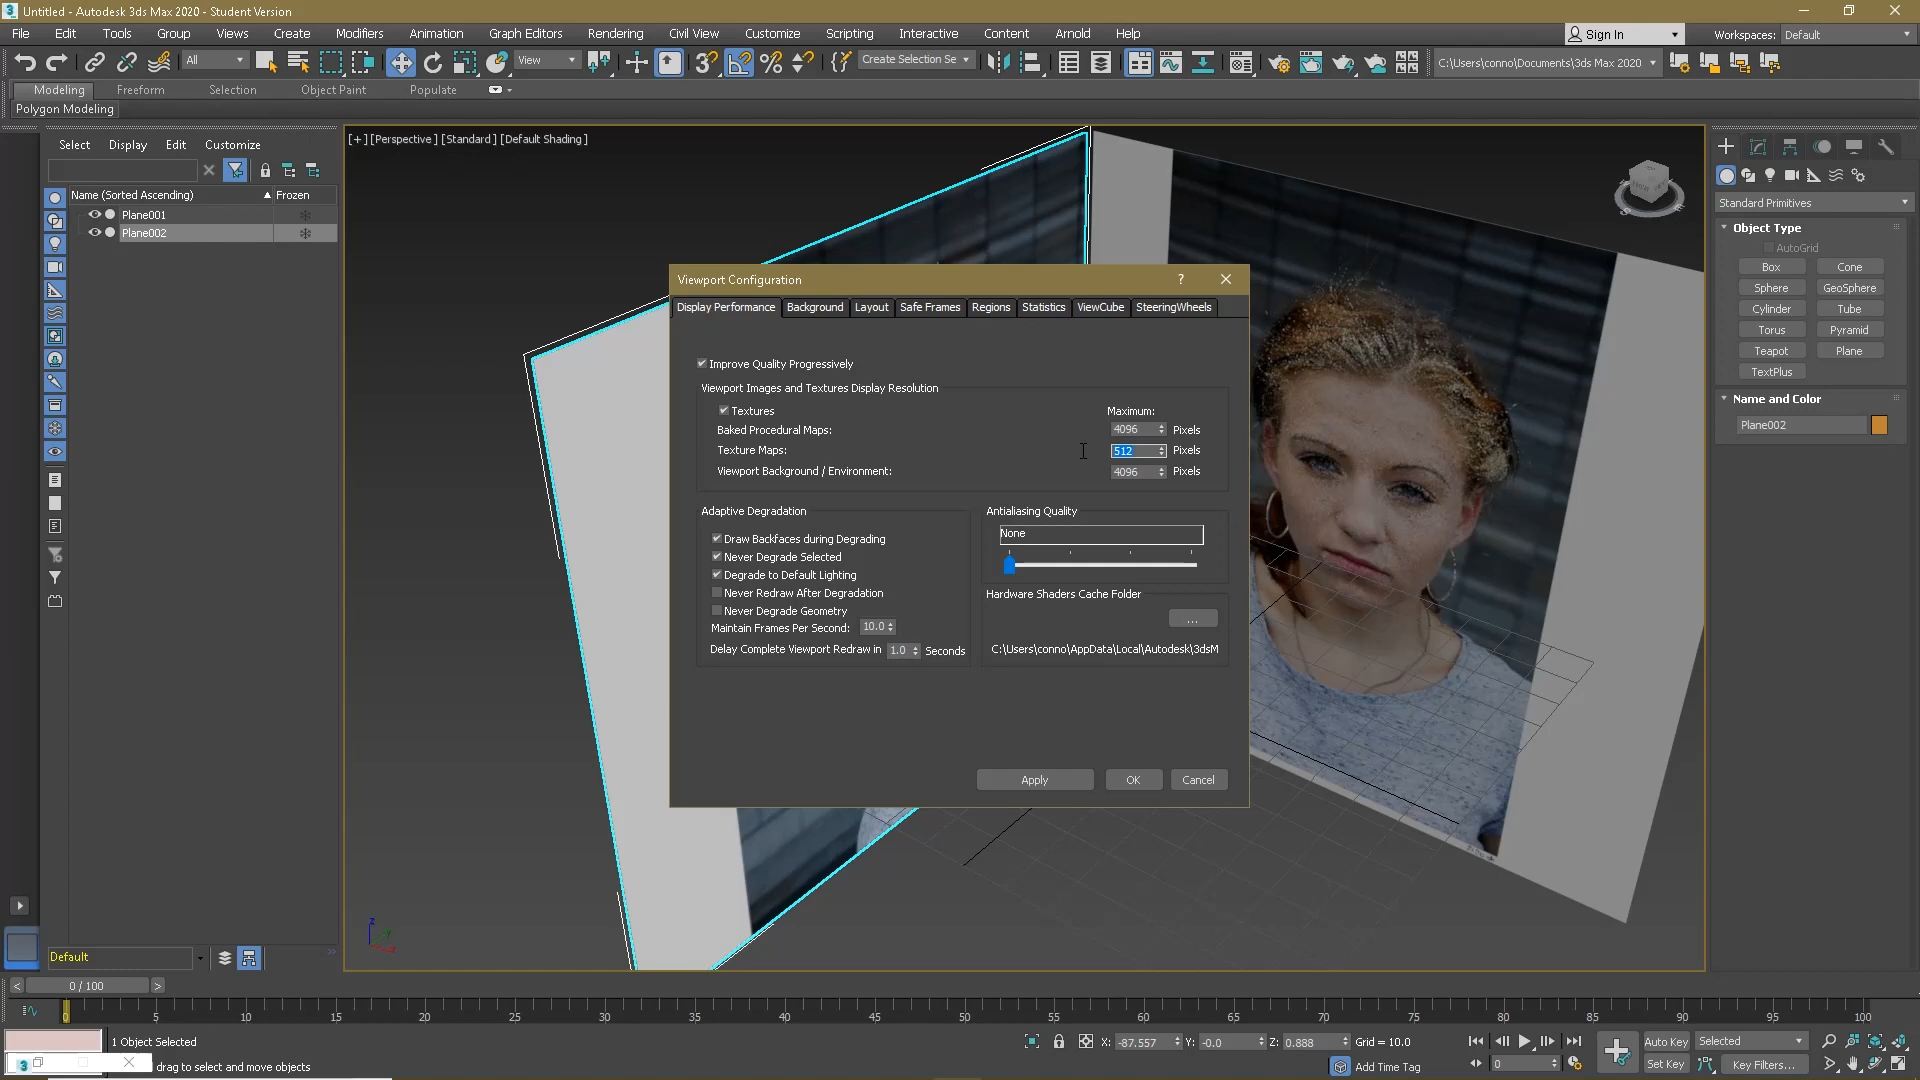 Untitled - Autodesk 3ds Max 2020 - Student Version
File Edit Tools Group Views Create Modifiers Animation Graph Editors Rendering Civil View Customize Scripting Interactive Content Arnold Help
Sign In Workspaces: Default
All View Create Selection Se C:\Users\conno\Documents\3ds Max 2020
Modeling Freeform Selection Object Paint Populate
Polygon Modeling
Select Display Edit Customize
[+] [Perspective] [Standard] [Default Shading]
Name (Sorted Ascending) Frozen
Plane001
Plane002
Standard Primitives
Object Type
AutoGrid
Box Cone
Sphere GeoSphere
Cylinder Tube
Torus Pyramid
Teapot Plane
TextPlus
Name and Color
Plane002
Viewport Configuration ?
Display Performance Background Layout Safe Frames Regions Statistics ViewCube SteeringWheels
Improve Quality Progressively
Viewport Images and Textures Display Resolution
Textures Maximum:
Baked Procedural Maps: 4096 Pixels
Texture Maps: 512 Pixels
Viewport Background / Environment: 4096 Pixels
Adaptive Degradation
Draw Backfaces during Degrading
Never Degrade Selected
Degrade to Default Lighting
Never Redraw After Degradation
Never Degrade Geometry
Maintain Frames Per Second: 10.0
Delay Complete Viewport Redraw in 1.0 Seconds
Antialiasing Quality
None
Hardware Shaders Cache Folder
...
C:\Users\conno\AppData\Local\Autodesk\3dsM
Apply OK Cancel
Default
0 / 100
0 5 10 15 20 25 30 35 40 45 50 55 60 65 70 75 80 85 90 95 100
1 Object Selected
drag to select and move objects
X: -87.557 Y: -0.0 Z: 0.888 Grid = 10.0
Add Time Tag
0
Auto Key Selected
Set Key Key Filters...